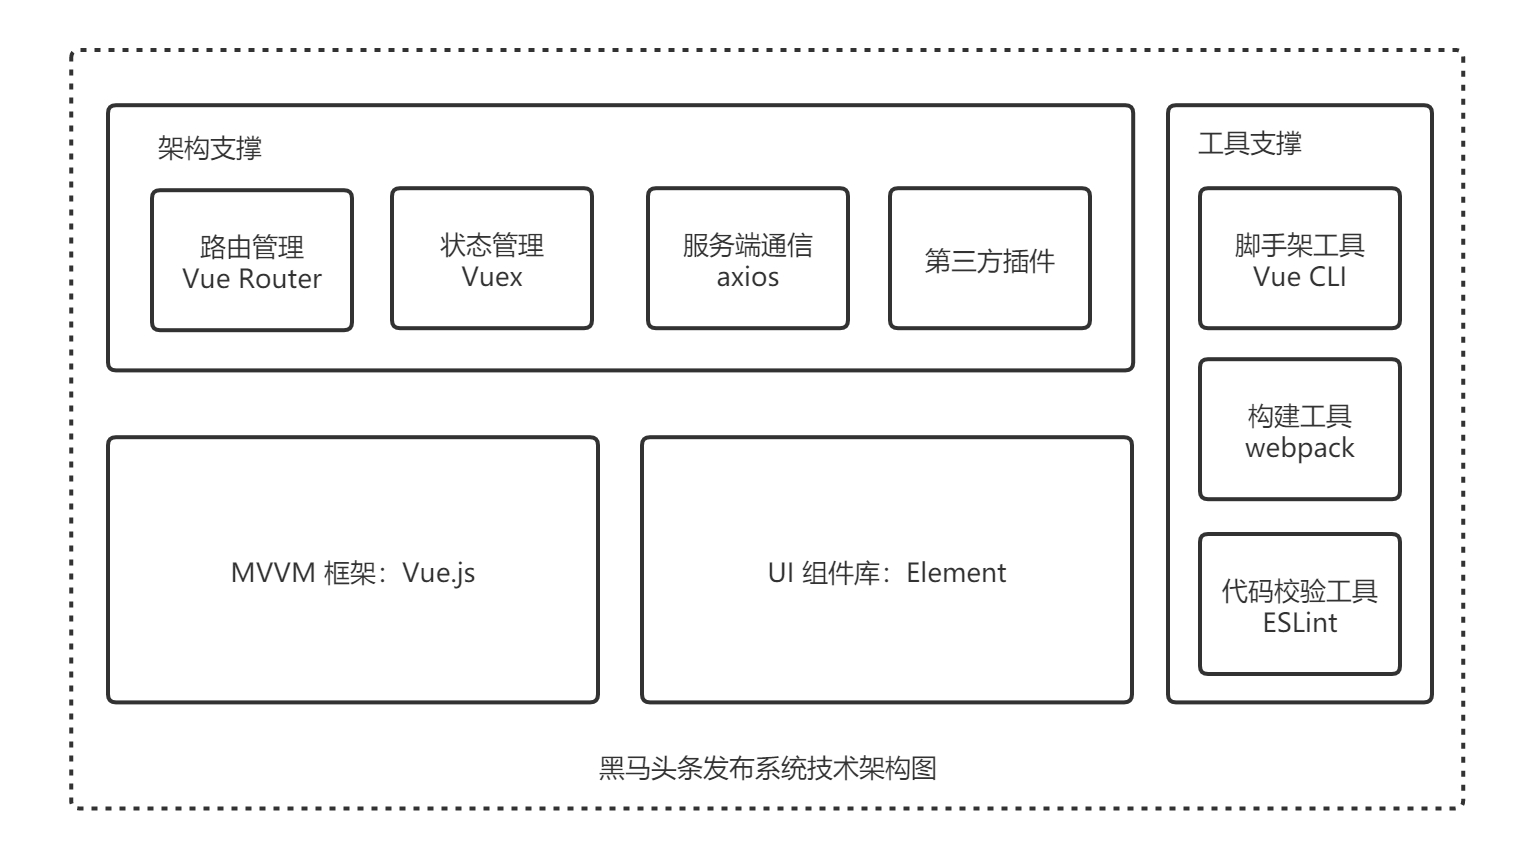 架构支撑
路由管理
Vue Router
状态管理
Vuex
服务端通信
axios
第三方插件
工具支撑
脚手架工具
Vue CLI
构建工具
webpack
代码校验工具
ESLint
MVVM 框架：Vue.js
UI 组件库：Element
黑马头条发布系统技术架构图